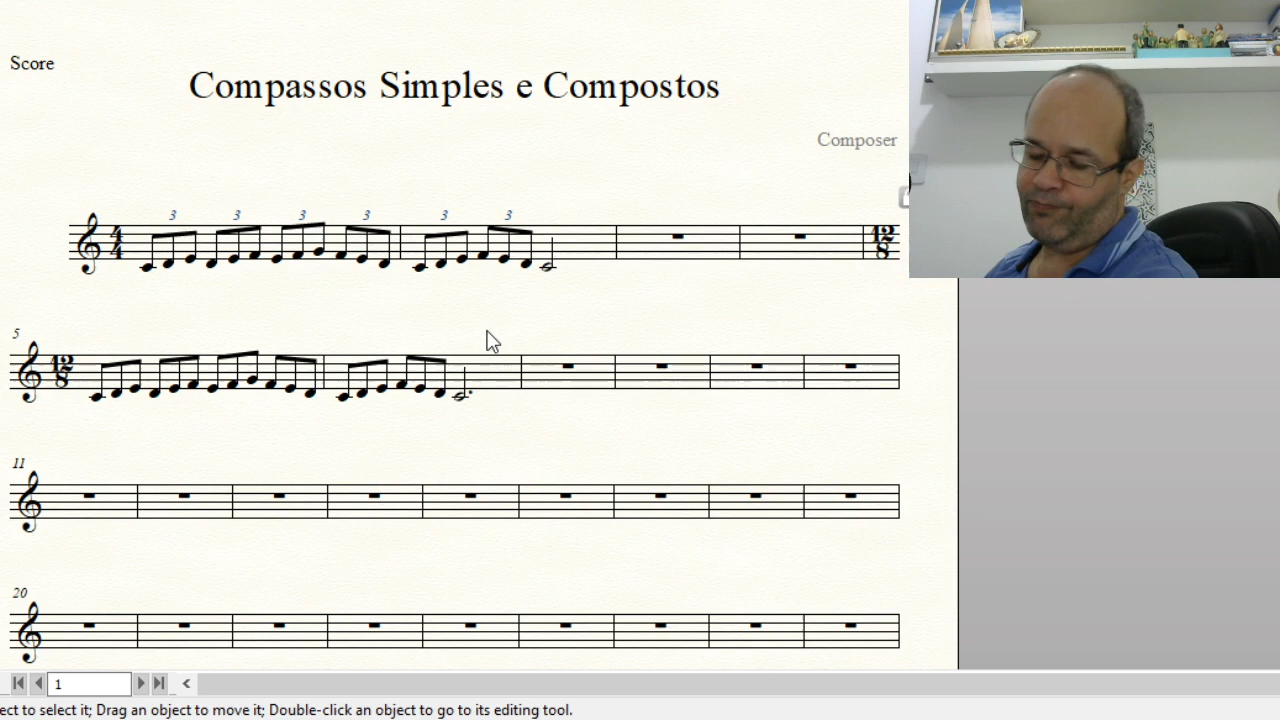 Score
Compassos Simples e Compostos
Composer
3 3 3 3 3 3
4
4
12
8
5
12
8
11
20
1
ect to select it; Drag an object to move it; Double-click an object to go to its editing tool.